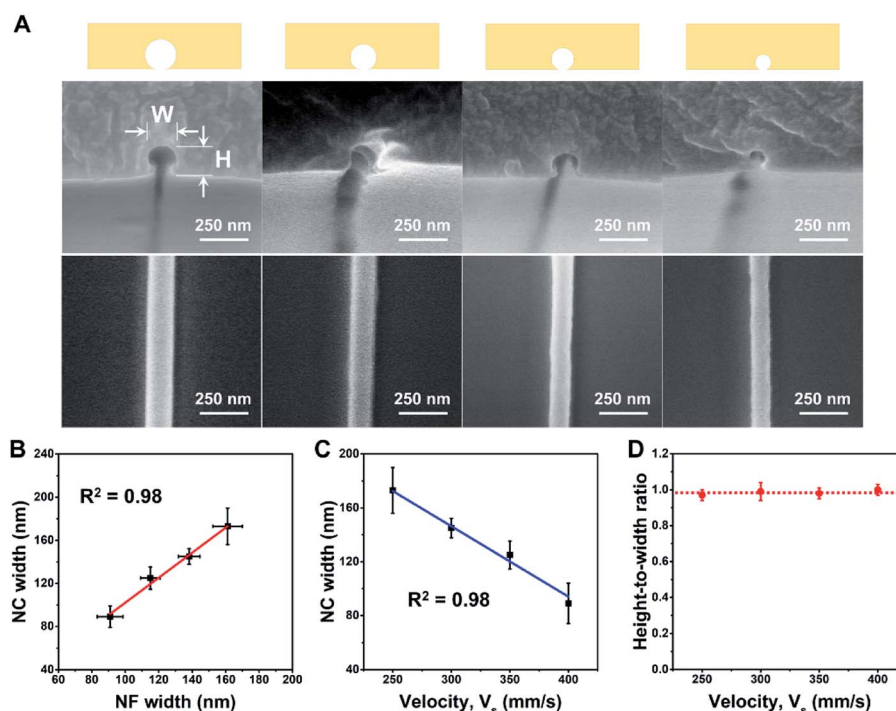 A
W
H
250 nm
250 nm
250 nm
250 nm
250 nm
250 nm
250 nm
250 nm
B
240
200
160
120
80
40
R² = 0.98
NC width (nm)
60 80 100 120 140 160 180 200
NF width (nm)
C
200
160
120
80
40
R² = 0.98
NC width (nm)
250 300 350 400
Velocity, Vₛ (mm/s)
D
1.2
1.0
0.8
0.6
0.4
0.2
0.0
Height-to-width ratio
250 300 350 400
Velocity, Vₛ (mm/s)